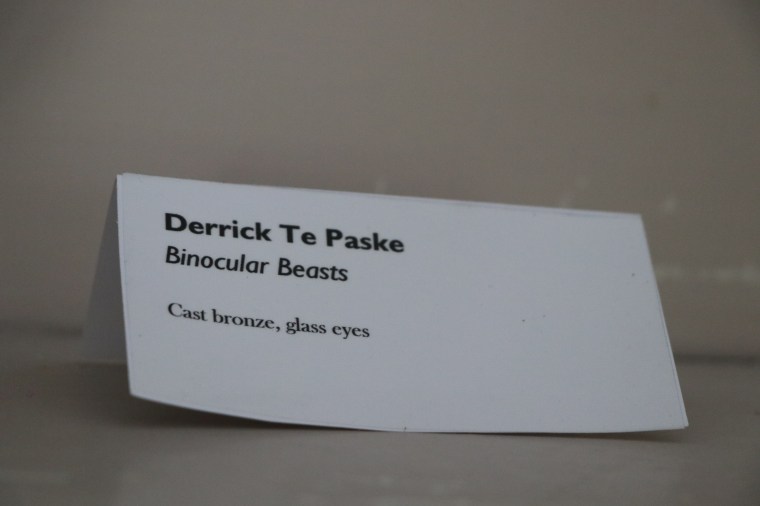 Derrick Te Paske
Binocular Beasts
Cast bronze, glass eyes